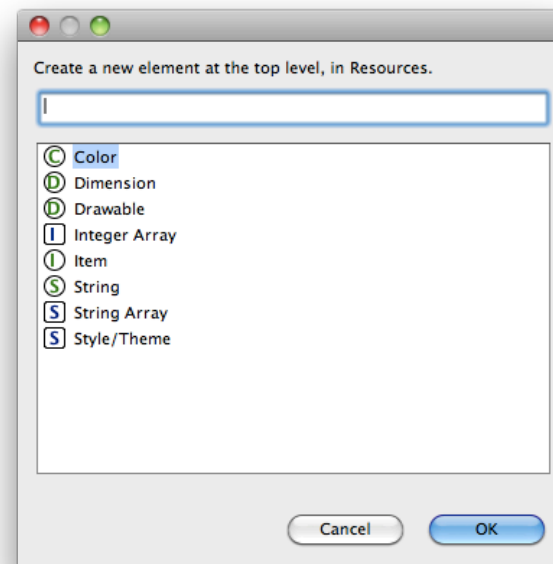 Create a new element at the top level, in Resources.
C Color
D Dimension
D Drawable
I Integer Array
I Item
S String
S String Array
S Style/Theme
Cancel OK